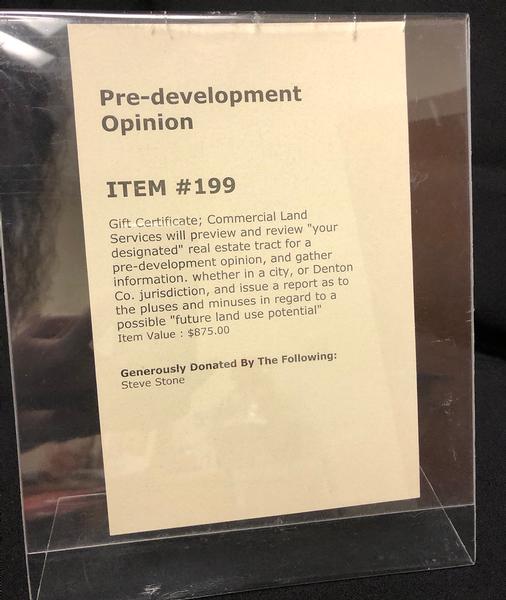 Pre-development
Opinion
ITEM #199
Gift Certificate; Commercial Land
Services will preview and review "your
designated" real estate tract for a
pre-development opinion, and gather
information. whether in a city, or Denton
Co. jurisdiction, and issue a report as to
the pluses and minuses in regard to a
possible "future land use potential"
Item Value : $875.00
Generously Donated By The Following:
Steve Stone